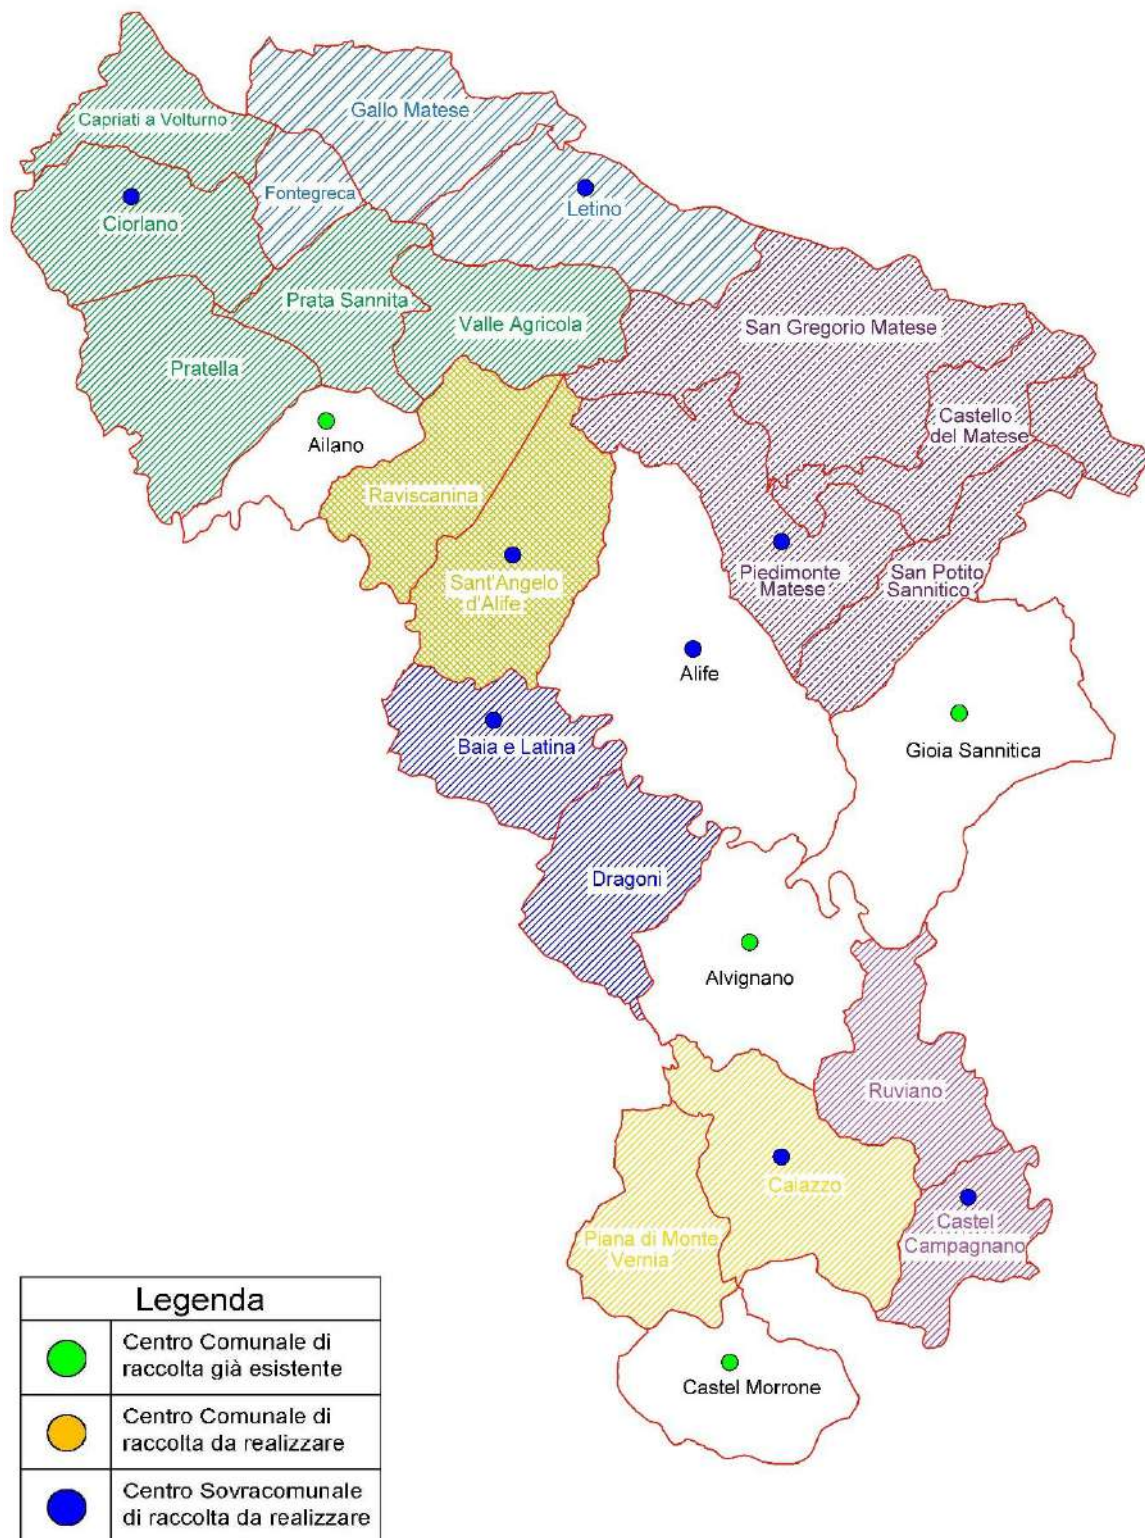 Gallo Matese
Capriati a Volturno
Fontegreca
Letino
Ciorlano
Prata Sannita
Valle Agricola
San Gregorio Matese
Pratella
Castello
del Matese
Ailano
Raviscanina
Sant'Angelo
d'Alife
Piedimonte
Matese
San Potito
Sannitico
Alife
Baia e Latina
Gioia Sannitica
Dragoni
Alvignano
Ruviano
Caiazzo
Castel
Campagnano
Piana di Monte
Vernia
Castel Morrone
Legenda
Centro Comunale di
raccolta già esistente
Centro Comunale di
raccolta da realizzare
Centro Sovracomunale
di raccolta da realizzare